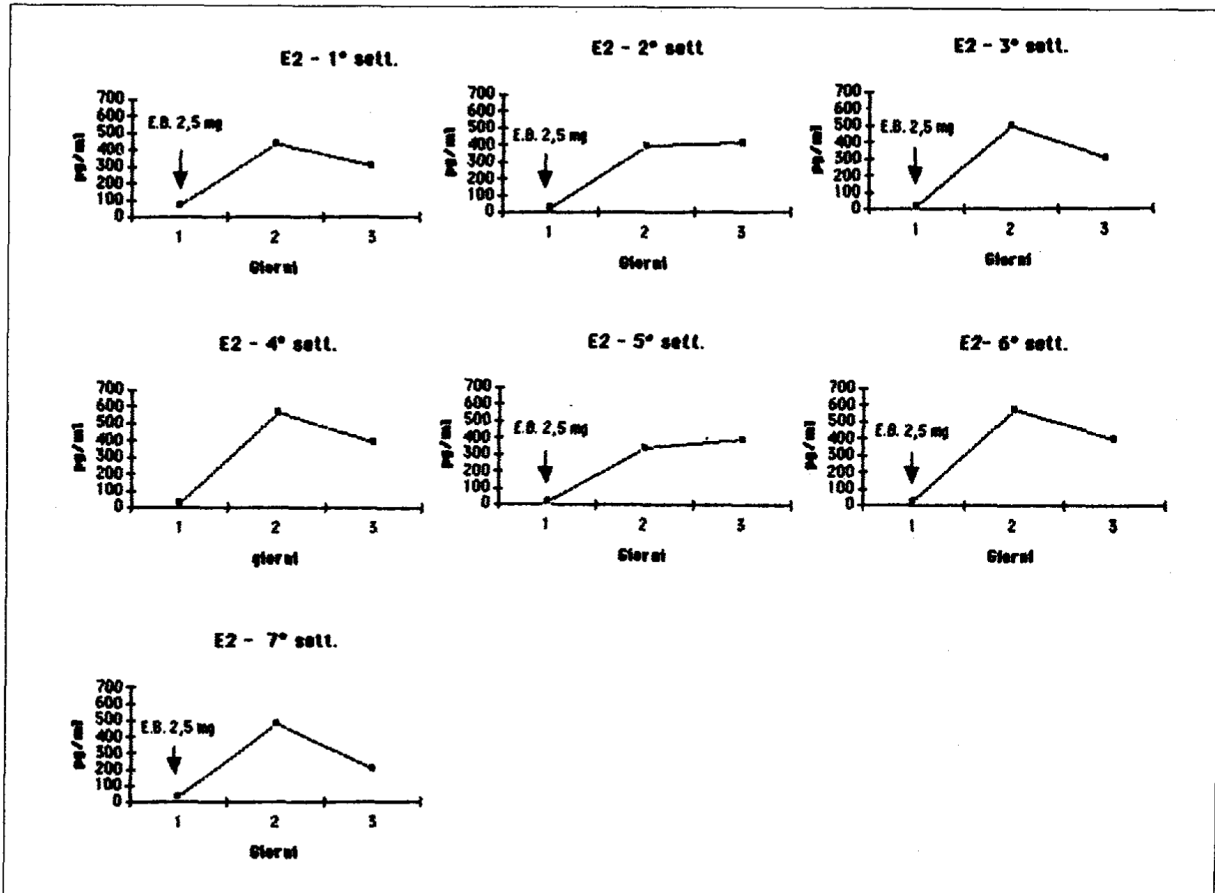 E2 - 1° sett.
700
600
500
400
300
200
100
0
pg/ml
E.B. 2,5 mg
1 2 3
Giorni
E2 - 2° sett
700
600
500
400
300
200
100
0
pg/ml
E.B. 2,5 mg
1 2 3
Giorni
E2 - 3° sett.
700
600
500
400
300
200
100
0
pg/ml
E.B. 2,5 mg
1 2 3
Giorni
E2 - 4° sett.
700
600
500
400
300
200
100
0
pg/ml
1 2 3
giorni
E2 - 5° sett.
700
600
500
400
300
200
100
0
pg/ml
E.B. 2,5 mg
1 2 3
Giorni
E2- 6° sett.
700
600
500
400
300
200
100
0
pg/ml
E.B. 2,5 mg
1 2 3
Giorni
E2 - 7° sett.
700
600
500
400
300
200
100
0
pg/ml
E.B. 2,5 mg
1 2 3
Giorni